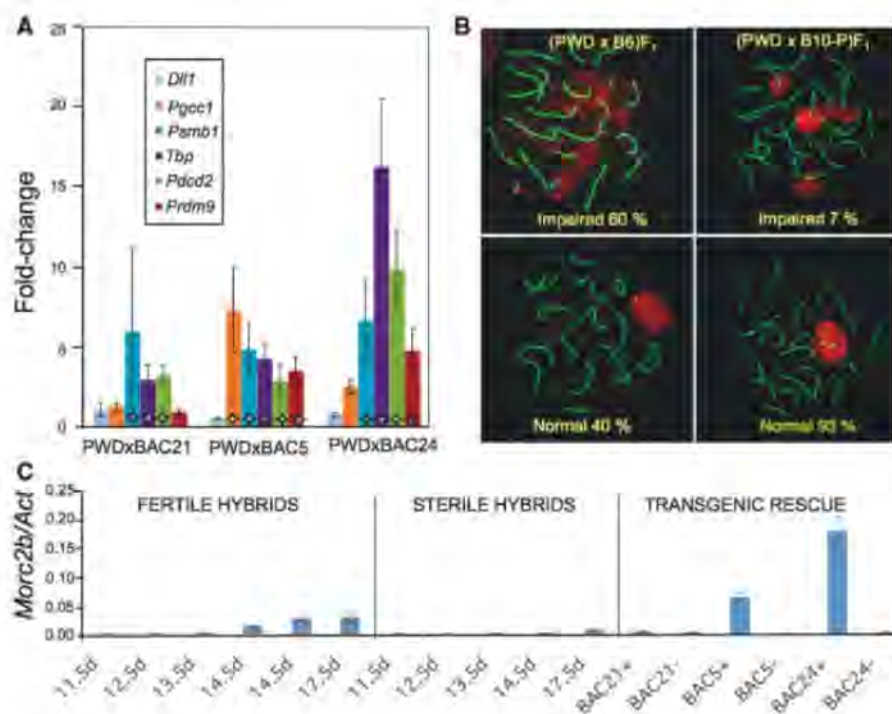 A
25
20
15
10
5
0
Fold-change
Dll1
Pgcc1
Psmb1
Tbp
Pdcd2
Prdm9
PWDxBAC21 PWDxBAC5 PWDxBAC24
B
(PWD x B6)F1 (PWD x B10-P)F1
Impaired 60 % Impaired 7 %
Normal 40 % Normal 93 %
C
Morc2b/Act
0.25
0.20
0.15
0.10
0.05
0.00
FERTILE HYBRIDS STERILE HYBRIDS TRANSGENIC RESCUE
11.5d 12.5d 13.5d 14.5d 14.5d 17.5d 11.5d 12.5d 13.5d 14.5d 17.5d BAC21+ BAC21- BAC5+ BAC5- BAC24+ BAC24-